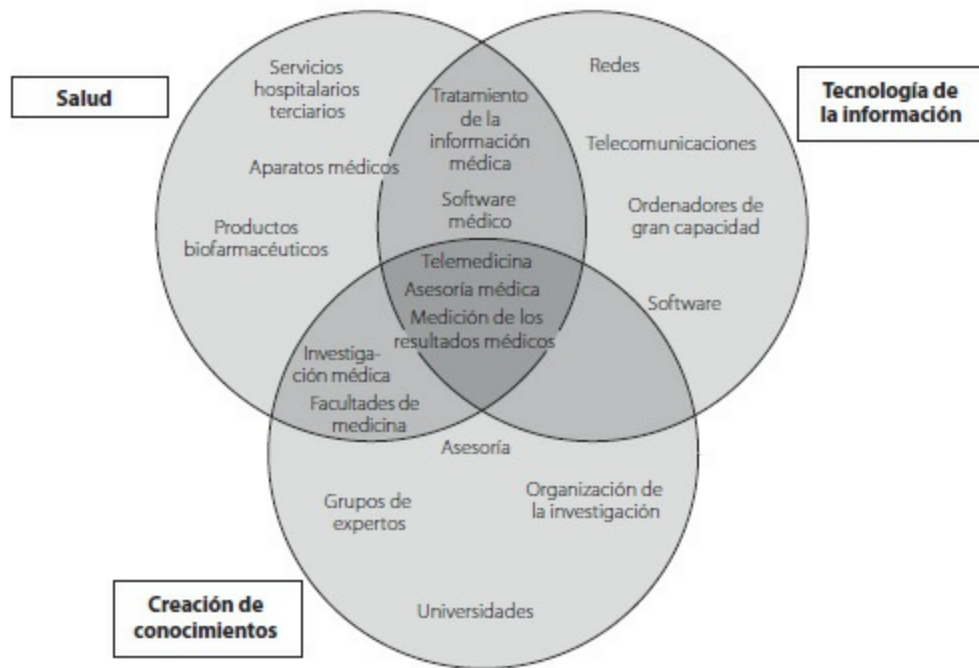 Salud
Servicios
hospitalarios
terciarios
Aparatos médicos
Productos
biofarmacéuticos
Tratamiento
de la
información
médica
Software
médico
Redes
Telecomunicaciones
Ordenadores de
gran capacidad
Software
Tecnología de
la información
Telemedicina
Asesoría médica
Medición de los
resultados médicos
Investiga-
ción médica
Facultades de
medicina
Asesoría
Grupos de
expertos
Organización de
la investigación
Universidades
Creación de
conocimientos